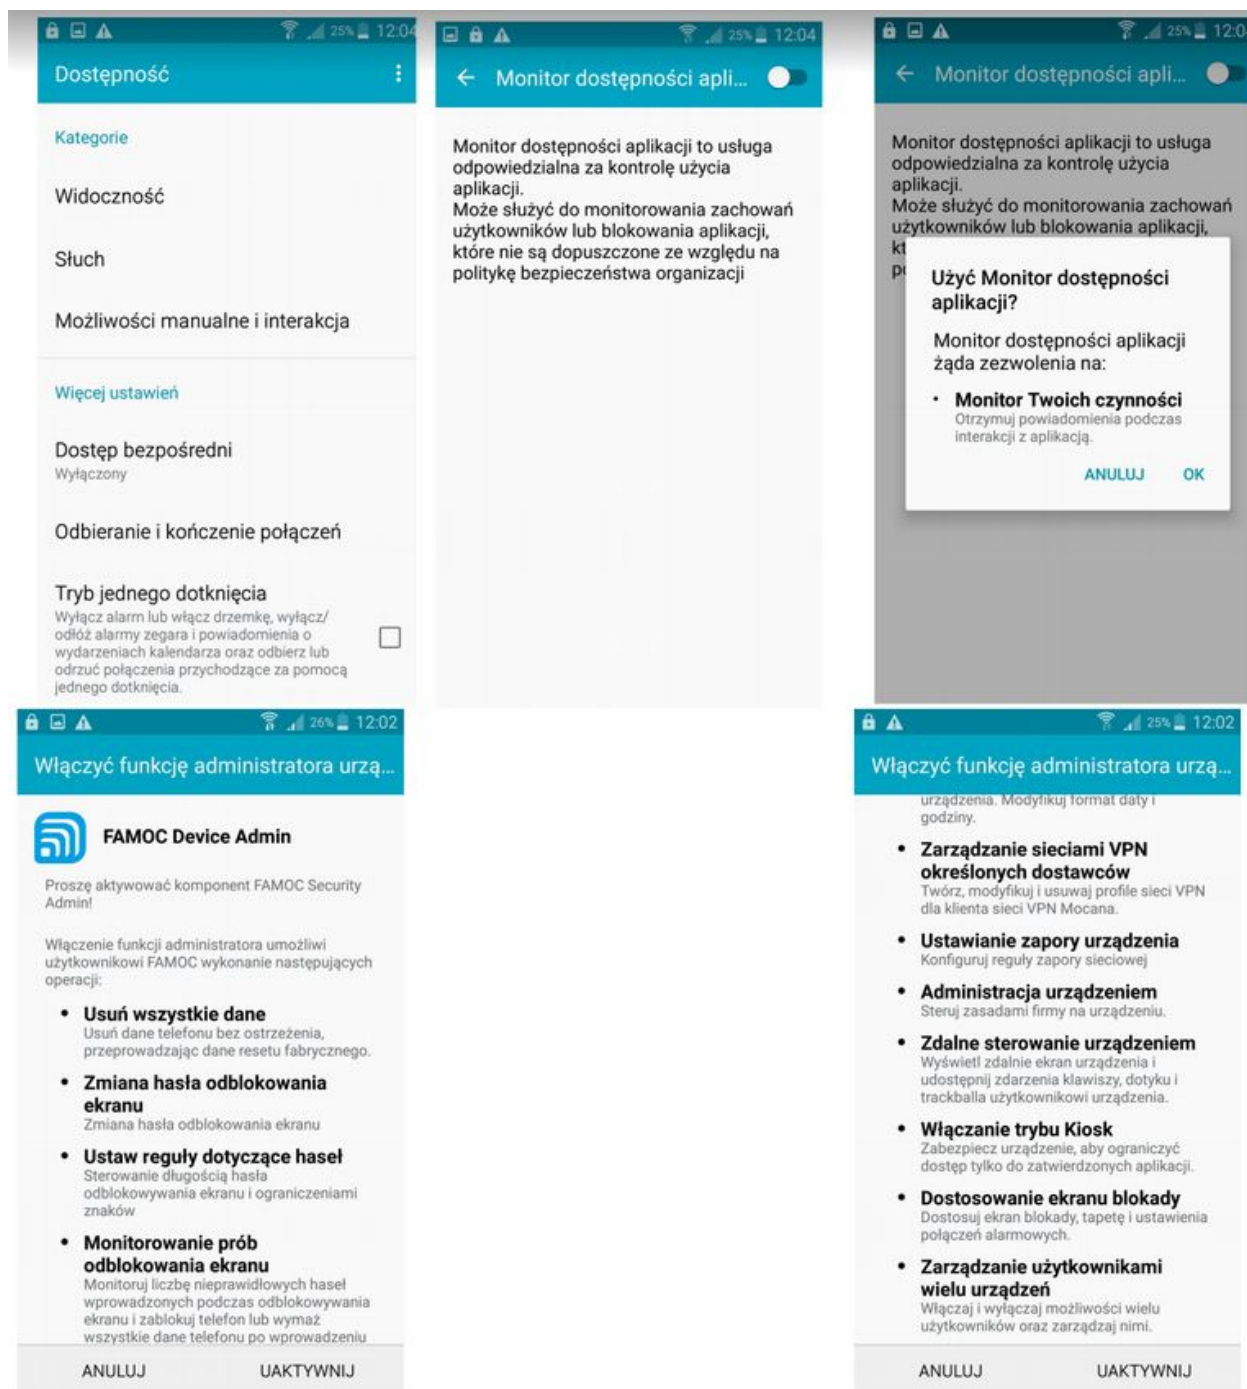 25% 12:04
Dostępność
Kategorie
Widoczność
Słuch
Możliwości manualne i interakcja
Więcej ustawień
Dostęp bezpośredni
Wyłączony
Odbieranie i kończenie połączeń
Tryb jednego dotknięcia
Wyłącz alarm lub włącz drzemkę, wyłącz/
odłóż alarmy zegara i powiadomienia o
wydarzeniach kalendarza oraz odbierz lub
odrzuć połączenia przychodzące za pomocą
jednego dotknięcia.
25% 12:04
Monitor dostępności apli...
Monitor dostępności aplikacji to usługa
odpowiedzialna za kontrolę użycia
aplikacji.
Może służyć do monitorowania zachowań
użytkowników lub blokowania aplikacji,
które nie są dopuszczone ze względu na
politykę bezpieczeństwa organizacji
25% 12:0
Monitor dostępności apli...
Monitor dostępności aplikacji to usługa
odpowiedzialna za kontrolę użycia
aplikacji.
Może służyć do monitorowania zachowań
użytkowników lub blokowania aplikacji,
Użyć Monitor dostępności
aplikacji?
Monitor dostępności aplikacji
żąda zezwolenia na:
• Monitor Twoich czynności
Otrzymuj powiadomienia podczas
interakcji z aplikacją.
ANULUJ OK
26% 12:02
Włączyć funkcję administratora urzą...
FAMOC Device Admin
Proszę aktywować komponent FAMOC Security
Admin!
Włączenie funkcji administratora umożliwi
użytkownikowi FAMOC wykonanie następujących
operacji:
• Usuń wszystkie dane
Usuń dane telefonu bez ostrzeżenia,
przeprowadzając dane resetu fabrycznego.
• Zmiana hasła odblokowania
ekranu
Zmiana hasła odblokowania ekranu
• Ustaw reguły dotyczące haseł
Sterowanie długością hasła
odblokowywania ekranu i ograniczeniami
znaków
• Monitorowanie prób
odblokowania ekranu
Monitoruj liczbę nieprawidłowych haseł
wprowadzonych podczas odblokowywania
ekranu i zablokuj telefon lub wymaż
wszystkie dane telefonu po wprowadzeniu
ANULUJ UAKTYWNIJ
25% 12:02
Włączyć funkcję administratora urzą...
urządzenia. Modyfikuj format daty i
godziny.
• Zarządzanie sieciami VPN
określonych dostawców
Twórz, modyfikuj i usuwaj profile sieci VPN
dla klienta sieci VPN Mocana.
• Ustawianie zapory urządzenia
Konfiguruj reguły zapory sieciowej
• Administracja urządzeniem
Steruj zasadami firmy na urządzeniu.
• Zdalne sterowanie urządzeniem
Wyświetl zdalnie ekran urządzenia i
udostępnij zdarzenia klawiszy, dotyku i
trackballa użytkownikowi urządzenia.
• Włączanie trybu Kiosk
Zabezpiecz urządzenie, aby ograniczyć
dostęp tylko do zatwierdzonych aplikacji.
• Dostosowanie ekranu blokady
Dostosuj ekran blokady, tapetę i ustawienia
połączeń alarmowych.
• Zarządzanie użytkownikami
wielu urządzeń
Włączaj i wyłączaj możliwości wielu
użytkowników oraz zarządzaj nimi.
ANULUJ UAKTYWNIJ